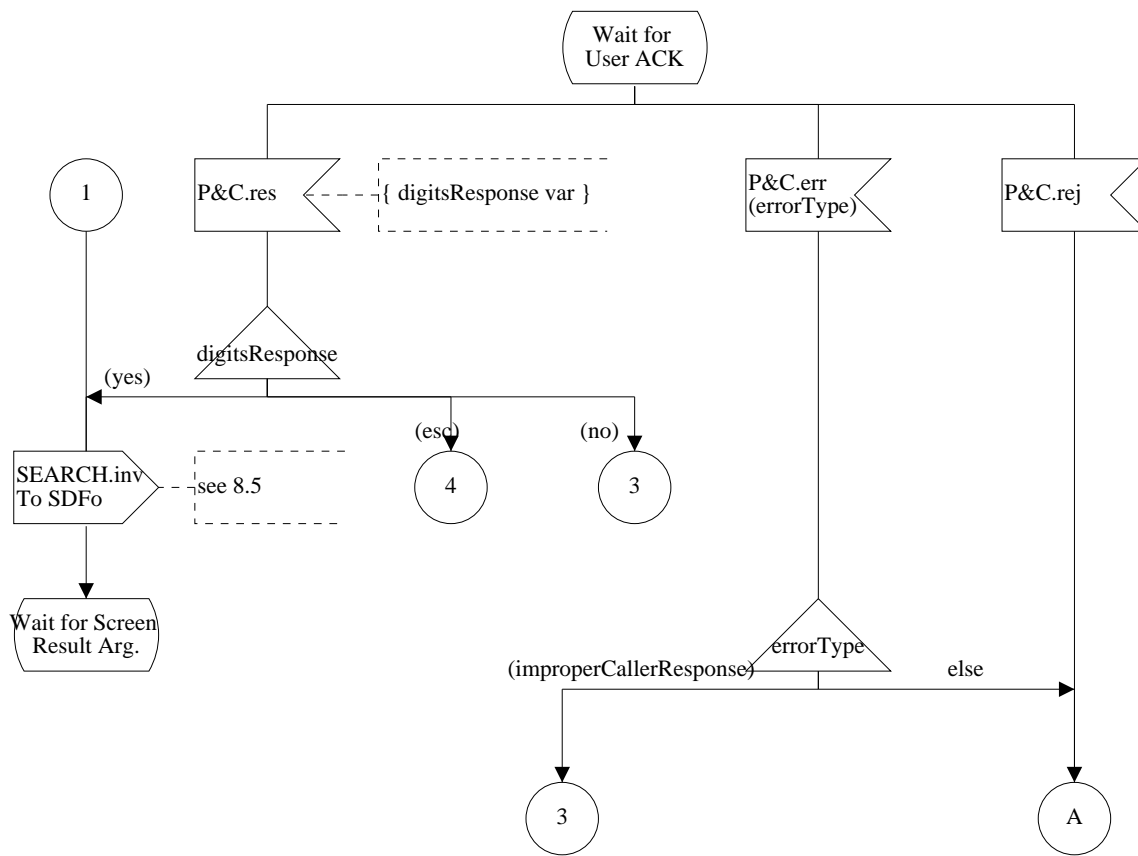 Wait for
User ACK
1
P&C.res
{ digitsResponse var }
P&C.err
(errorType)
P&C.rej
digitsResponse
(yes)
(esc)
(no)
SEARCH.inv
To SDFo
see 8.5
4
3
Wait for Screen
Result Arg.
errorType
(improperCallerResponse)
else
3
A